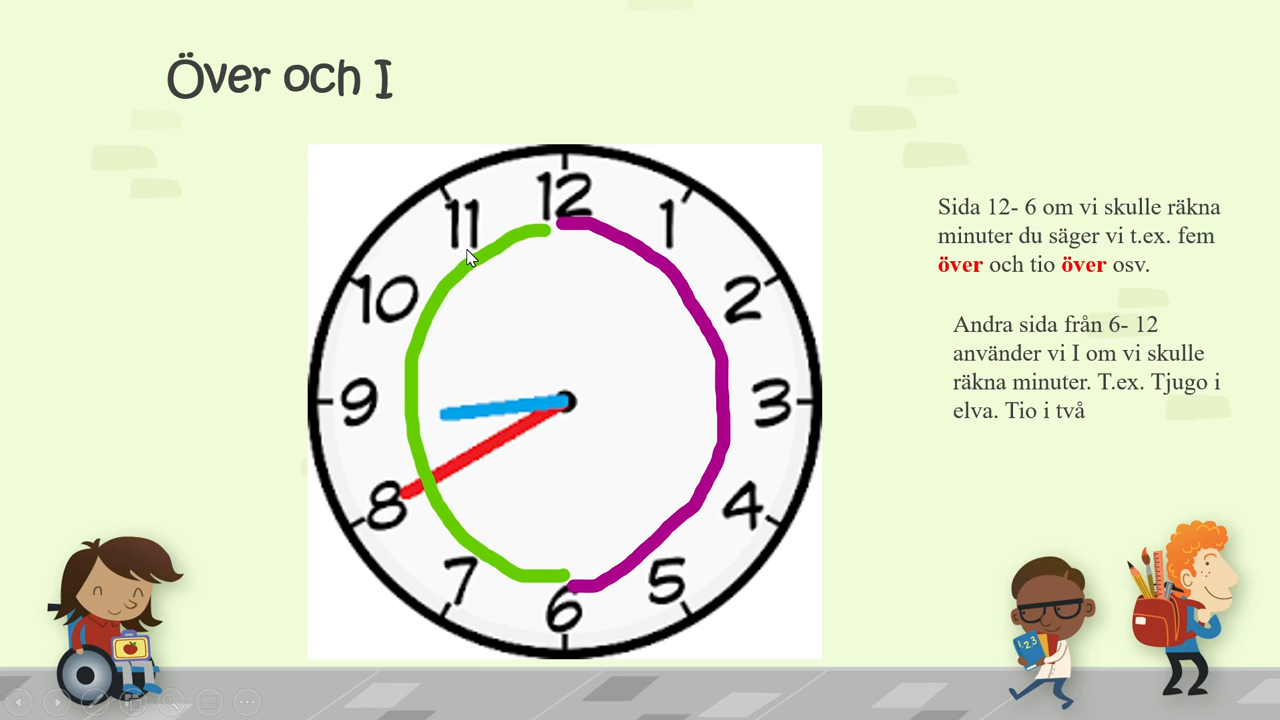 Över och I
12
11
1
10
2
9
3
8
4
7
5
6
Sida 12- 6 om vi skulle räkna
minuter du säger vi t.ex. fem
över och tio över osv.
Andra sida från 6- 12
använder vi I om vi skulle
räkna minuter. T.ex. Tjugo i
elva. Tio i två
123